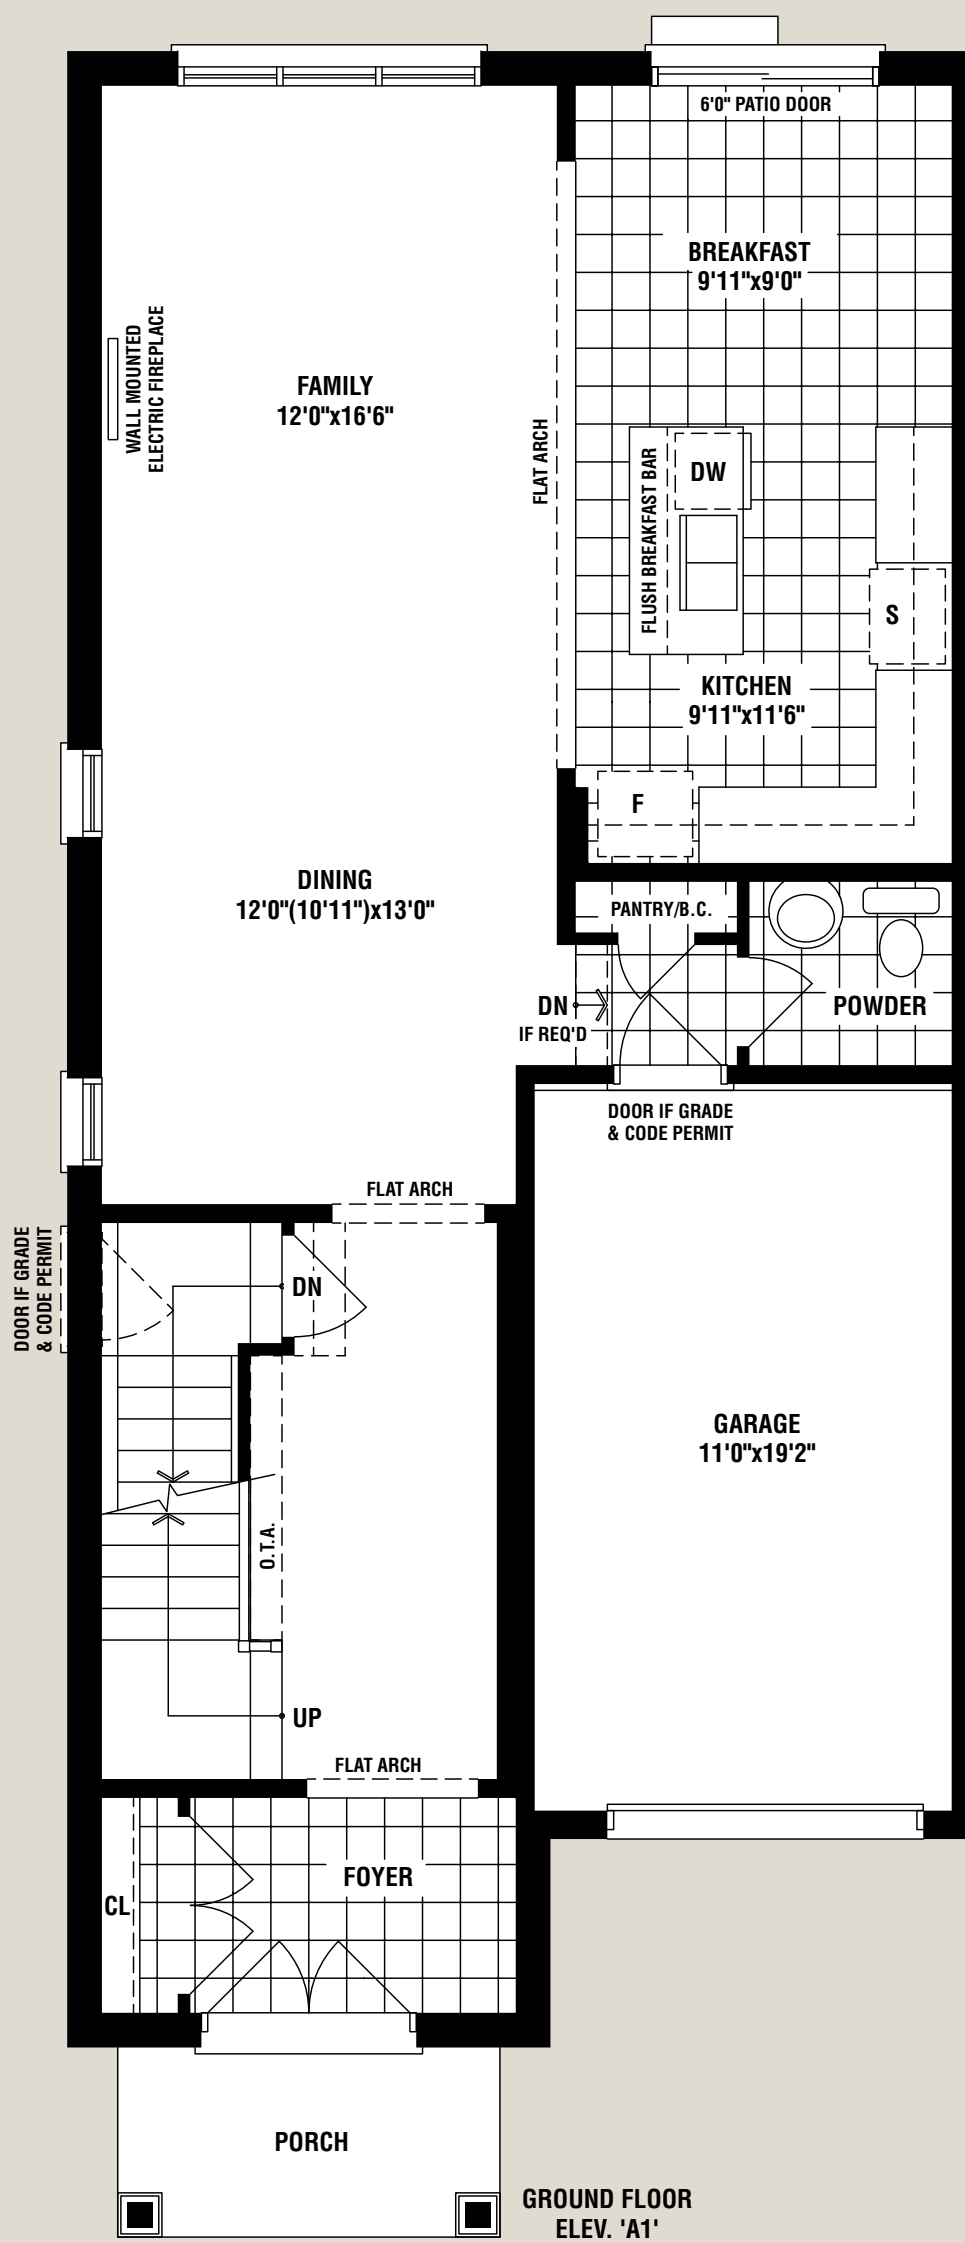 6'0" PATIO DOOR
BREAKFAST
9'11"x9'0"
WALL MOUNTED
ELECTRIC FIREPLACE
FAMILY
12'0"x16'6"
FLAT ARCH
FLUSH BREAKFAST BAR
DW
S
KITCHEN
9'11"x11'6"
F
DINING
12'0"(10'11")x13'0"
PANTRY/B.C.
DN
IF REQ'D
POWDER
DOOR IF GRADE
& CODE PERMIT
FLAT ARCH
DOOR IF GRADE
& CODE PERMIT
DN
GARAGE
11'0"x19'2"
O.T.A.
UP
FLAT ARCH
FOYER
CL
PORCH
GROUND FLOOR
ELEV. 'A1'